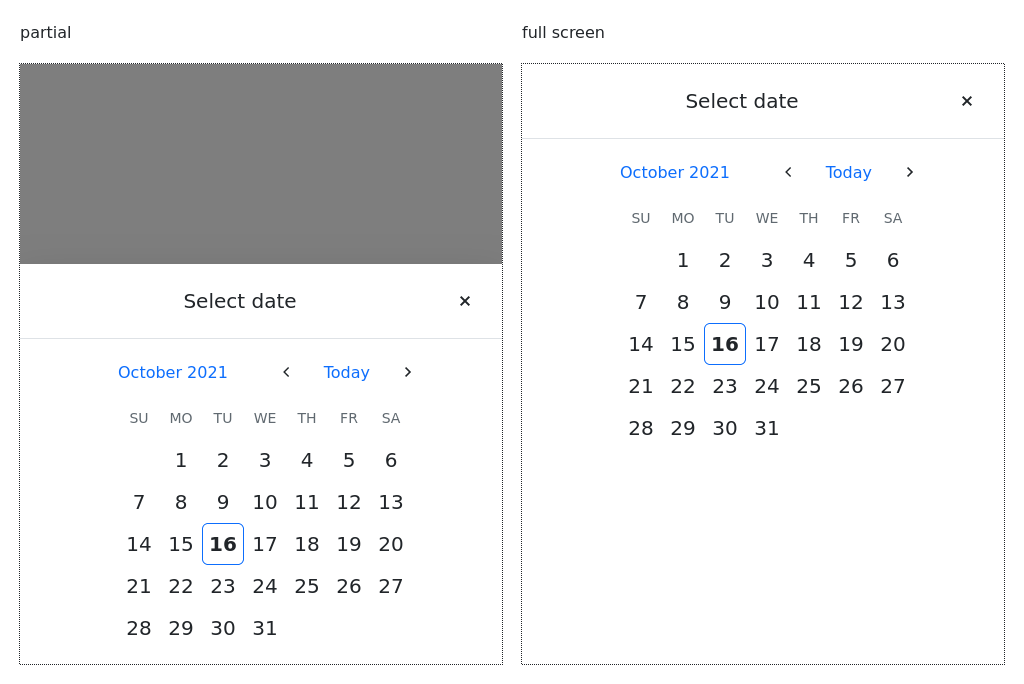 partial
Select date ×
October 2021 ‹ Today ›
SU MO TU WE TH FR SA
1 2 3 4 5 6
7 8 9 10 11 12 13
14 15 16 17 18 19 20
21 22 23 24 25 26 27
28 29 30 31
full screen
Select date ×
October 2021 ‹ Today ›
SU MO TU WE TH FR SA
1 2 3 4 5 6
7 8 9 10 11 12 13
14 15 16 17 18 19 20
21 22 23 24 25 26 27
28 29 30 31